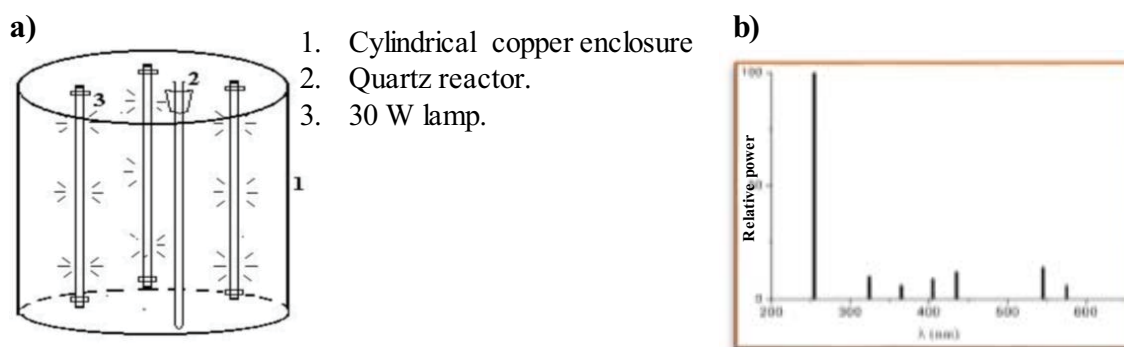 a)
1. Cylindrical copper enclosure
2. Quartz reactor.
3. 30 W lamp.
2
3
1
b)
100
Relative power
0
200 300 400 500 600
λ (nm)